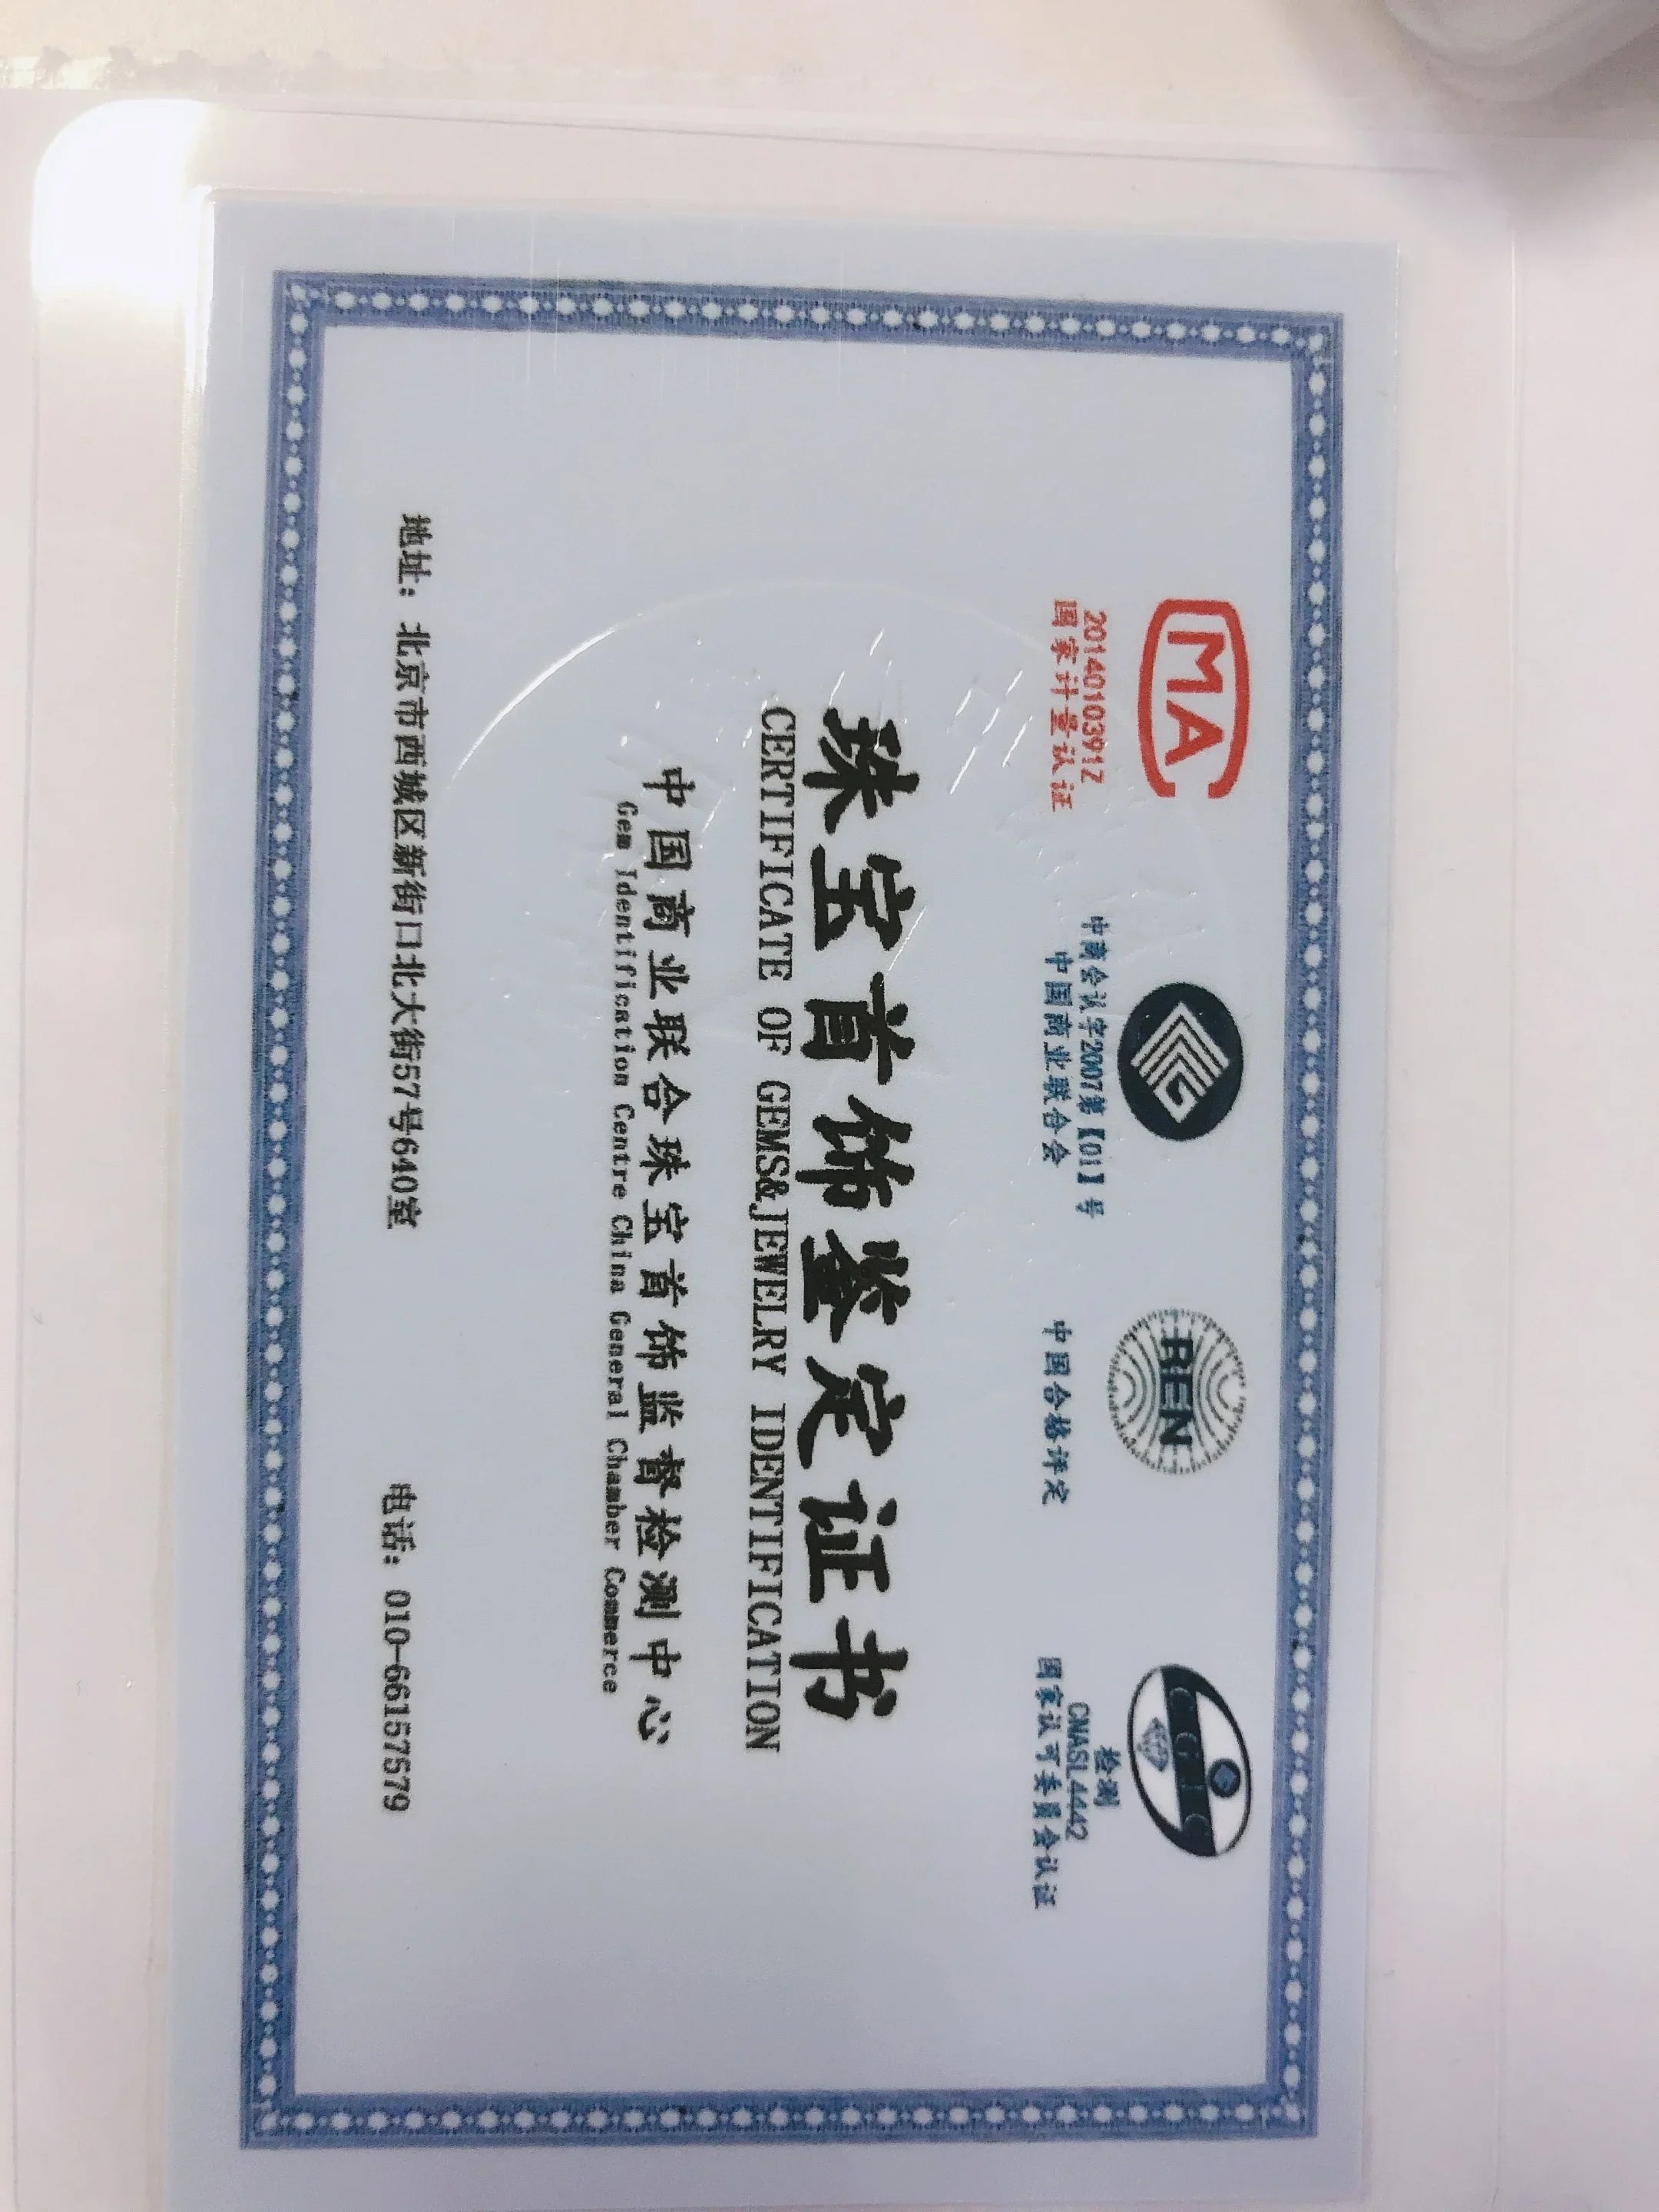 MA
2014010391Z
国家计量认证
中商会认字2007第【01】号
中国商业联合会
REN
中国合格评定
CGJC
检测
CNASL4442
国家认可委员会认证
珠宝首饰鉴定证书
CERTIFICATE OF GEMS&JEWELRY IDENTIFICATION
中国商业联合珠宝首饰监督检测中心
Gem Identification Centre China General Chamber Commerce
地址：北京市西城区新街口北大街57号640室
电话：010-66157579